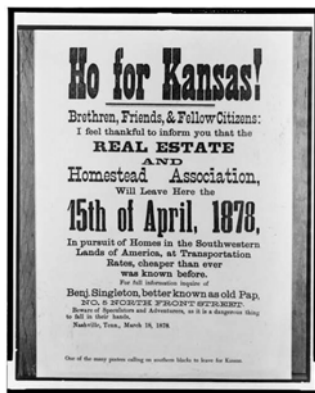 Ho for Kansas!
Brethren, Friends, & Fellow Citizens:
I feel thankful to inform you that the
REAL ESTATE
AND
Homestead Association,
Will Leave Here the
15th of April, 1878,
In pursuit of Homes in the Southwestern
Lands of America, at Transportation
Rates, cheaper than ever
was known before.
For full information inquire of
Benj. Singleton, better known as old Pap,
NO. 5 NORTH FRONT STREET.
Beware of Speculators and Adventurers, as it is a dangerous thing
to fall in their hands.
Nashville, Tenn., March 18, 1878.
One of the many posters calling on southern blacks to leave for Kansas.